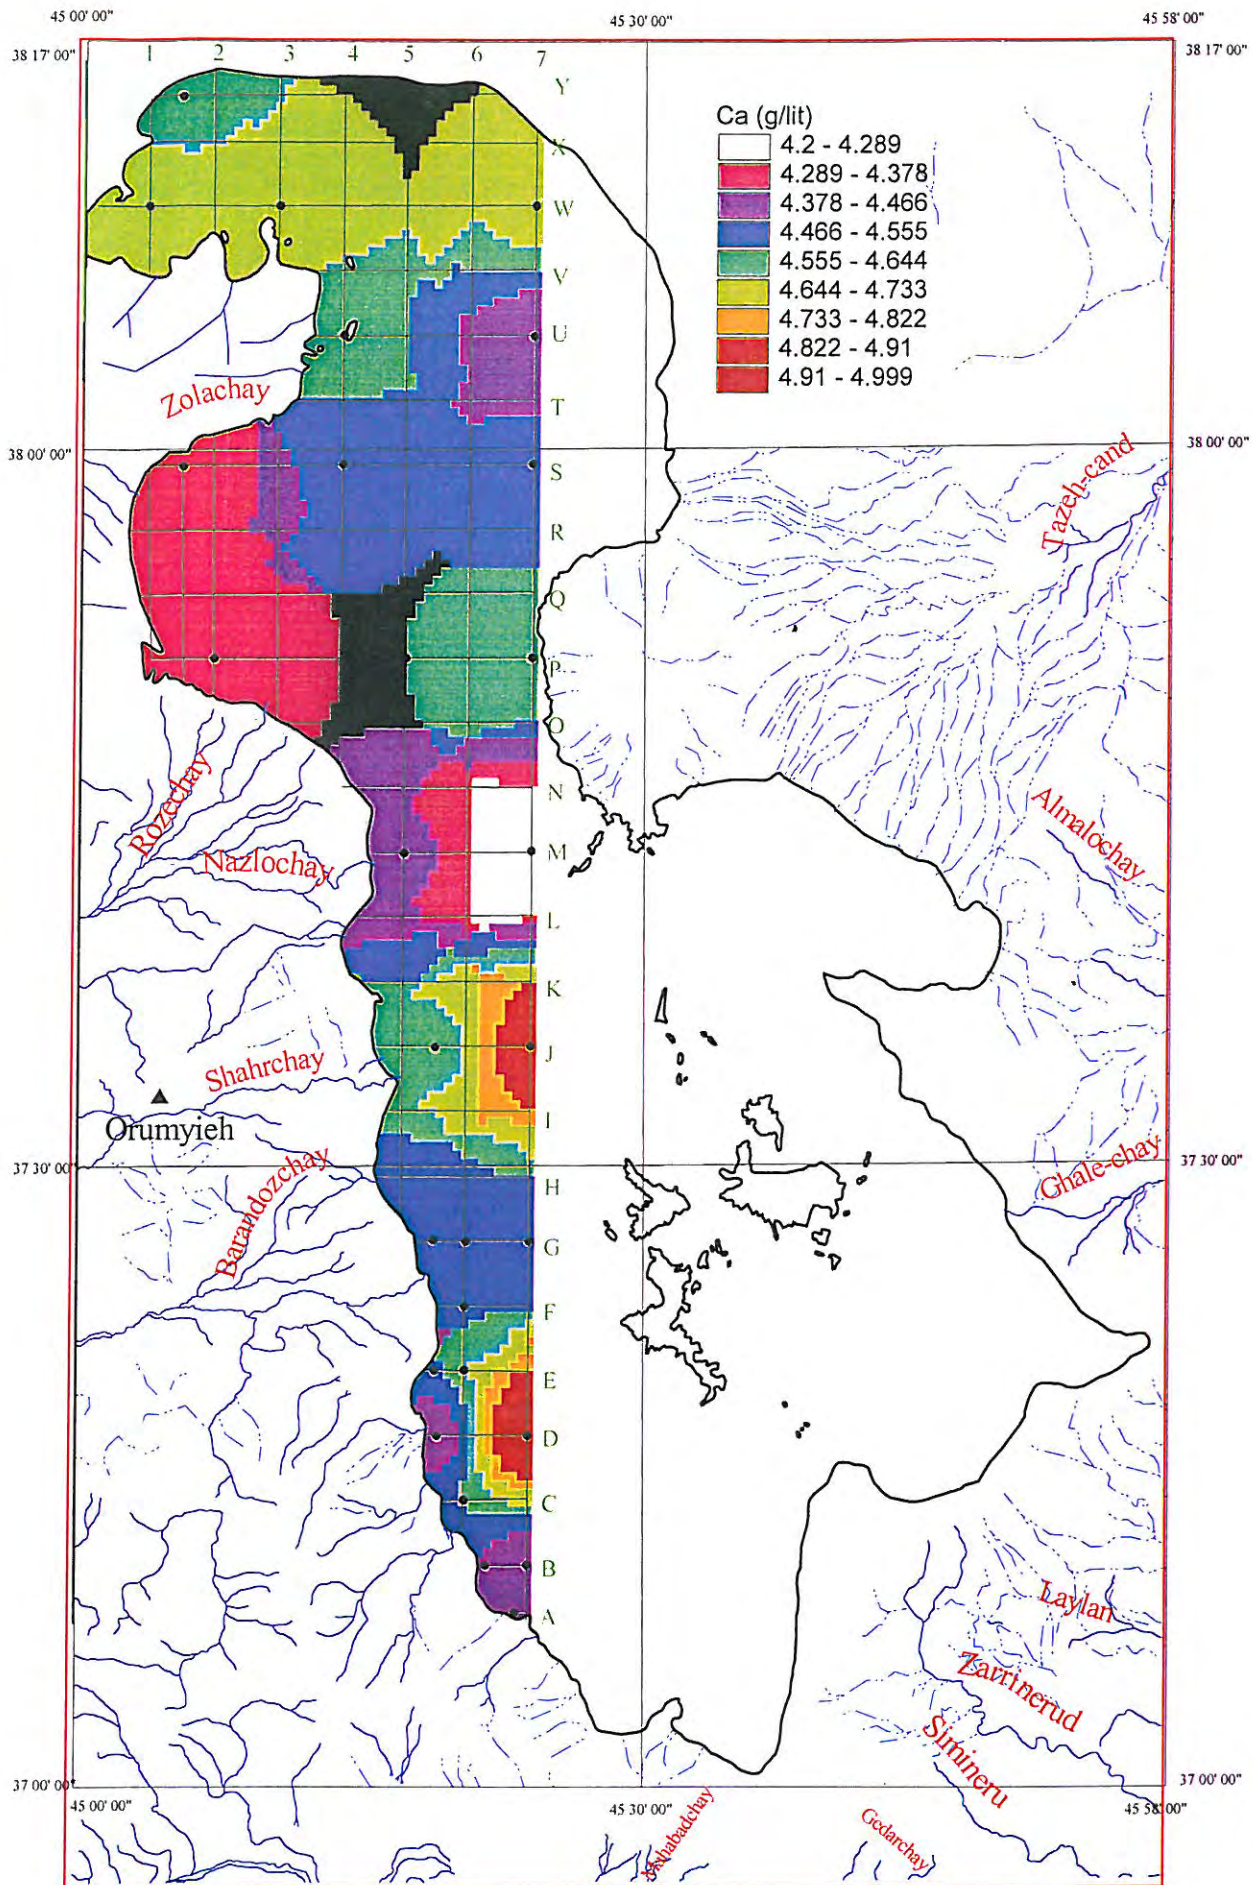 45 00' 00"
45 30' 00"
45 58' 00"
38 17' 00"
38 17' 00"
1 2 3 4 5 6 7
Y
X
W
V
U
T
S
R
Q
P
O
N
M
L
K
J
I
H
G
F
E
D
C
B
A
Ca (g/lit)
4.2 - 4.289
4.289 - 4.378
4.378 - 4.466
4.466 - 4.555
4.555 - 4.644
4.644 - 4.733
4.733 - 4.822
4.822 - 4.91
4.91 - 4.999
Zolachay
38 00' 00"
38 00' 00"
Tazeh-cand
Rozechay
Nazlochay
Almalochay
Shahrchay
Orumyieh
37 30' 00"
37 30' 00"
Barandozchay
Ghale-chay
Laylan
Zarrinerud
Simineru
37 00' 00"
37 00' 00"
45 00' 00"
45 30' 00"
45 58' 00"
Mahabadchay
Gedarchay